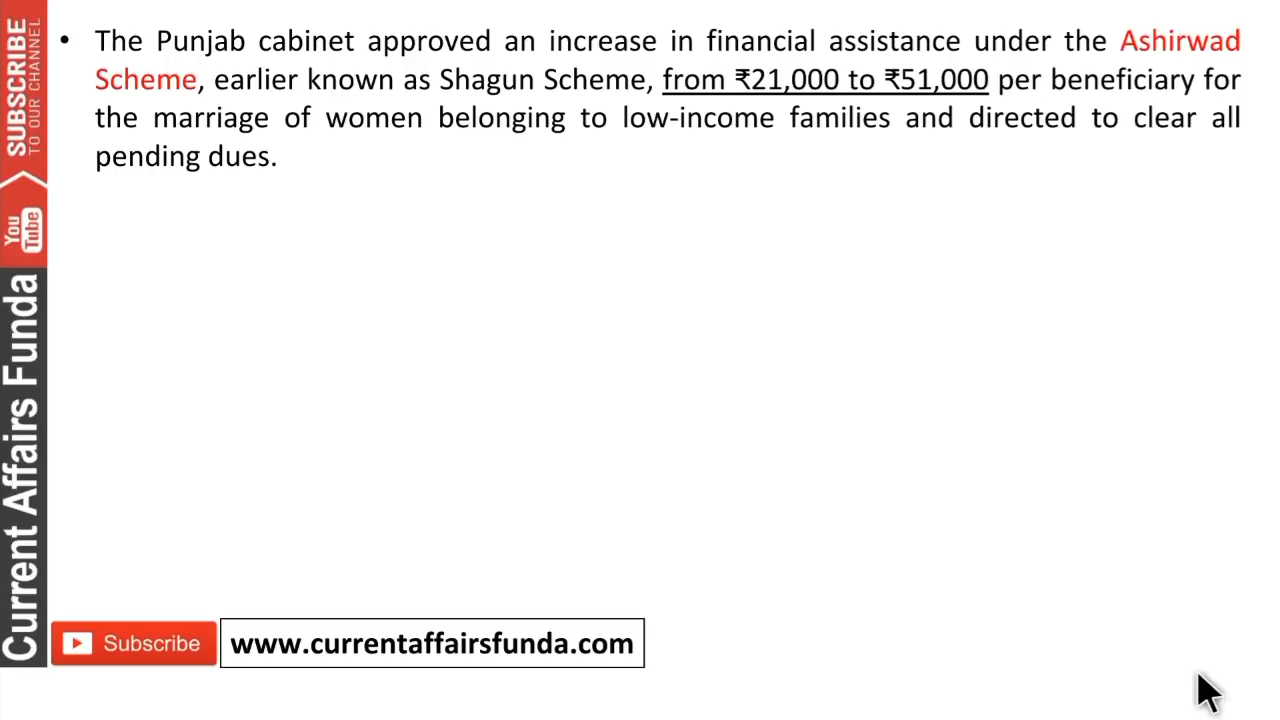 • The Punjab cabinet approved an increase in financial assistance under the Ashirwad
Scheme, earlier known as Shagun Scheme, from ₹21,000 to ₹51,000 per beneficiary for
the marriage of women belonging to low-income families and directed to clear all
pending dues.
SUBSCRIBE
TO OUR CHANNEL
You
Tube
Current Affairs Funda
Subscribe
www.currentaffairsfunda.com